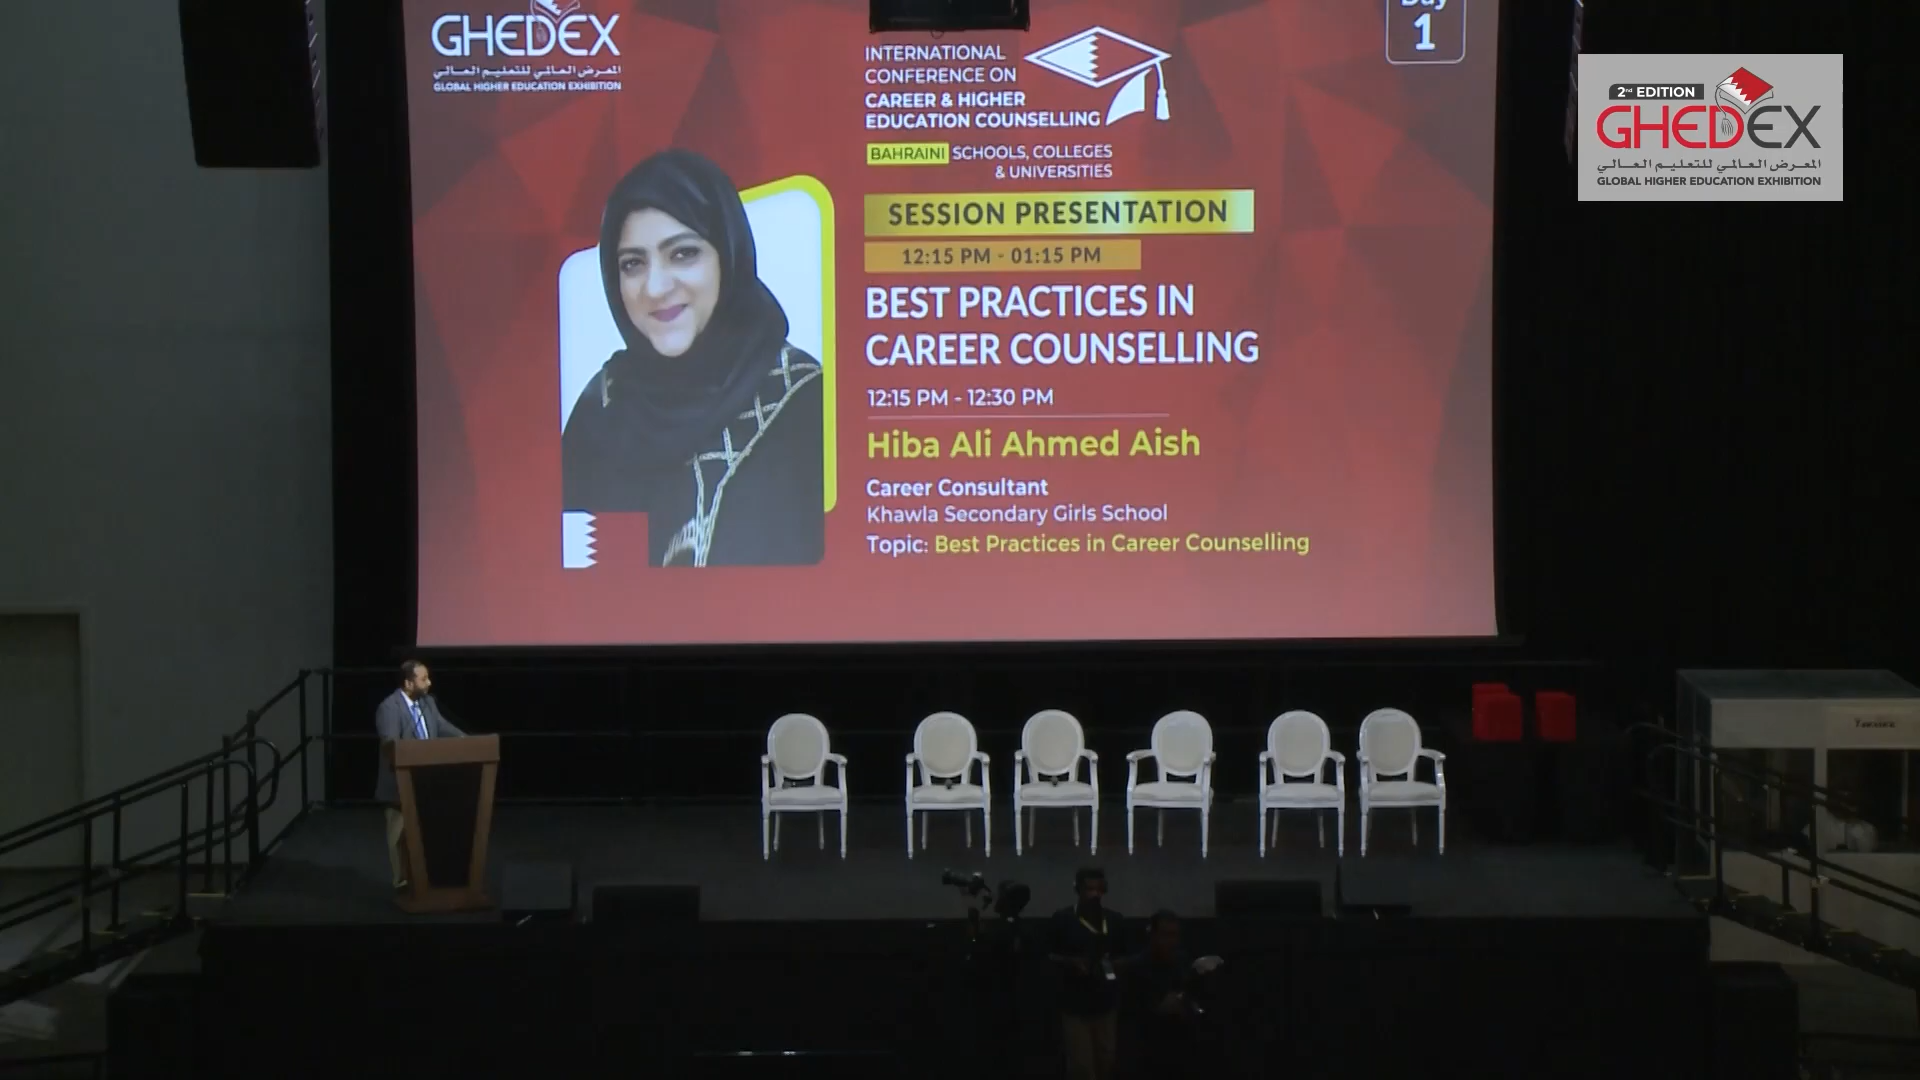 GHEDEX
المعرض العالمي للتعليم العالي
GLOBAL HIGHER EDUCATION EXHIBITION
INTERNATIONAL
CONFERENCE ON
CAREER & HIGHER
EDUCATION COUNSELLING
BAHRAINI SCHOOLS, COLLEGES
& UNIVERSITIES
Day
1
SESSION PRESENTATION
12:15 PM - 01:15 PM
BEST PRACTICES IN
CAREER COUNSELLING
12:15 PM - 12:30 PM
Hiba Ali Ahmed Aish
Career Consultant
Khawla Secondary Girls School
Topic: Best Practices in Career Counselling
2nd EDITION
GHEDEX
المعرض العالمي للتعليم العالي
GLOBAL HIGHER EDUCATION EXHIBITION